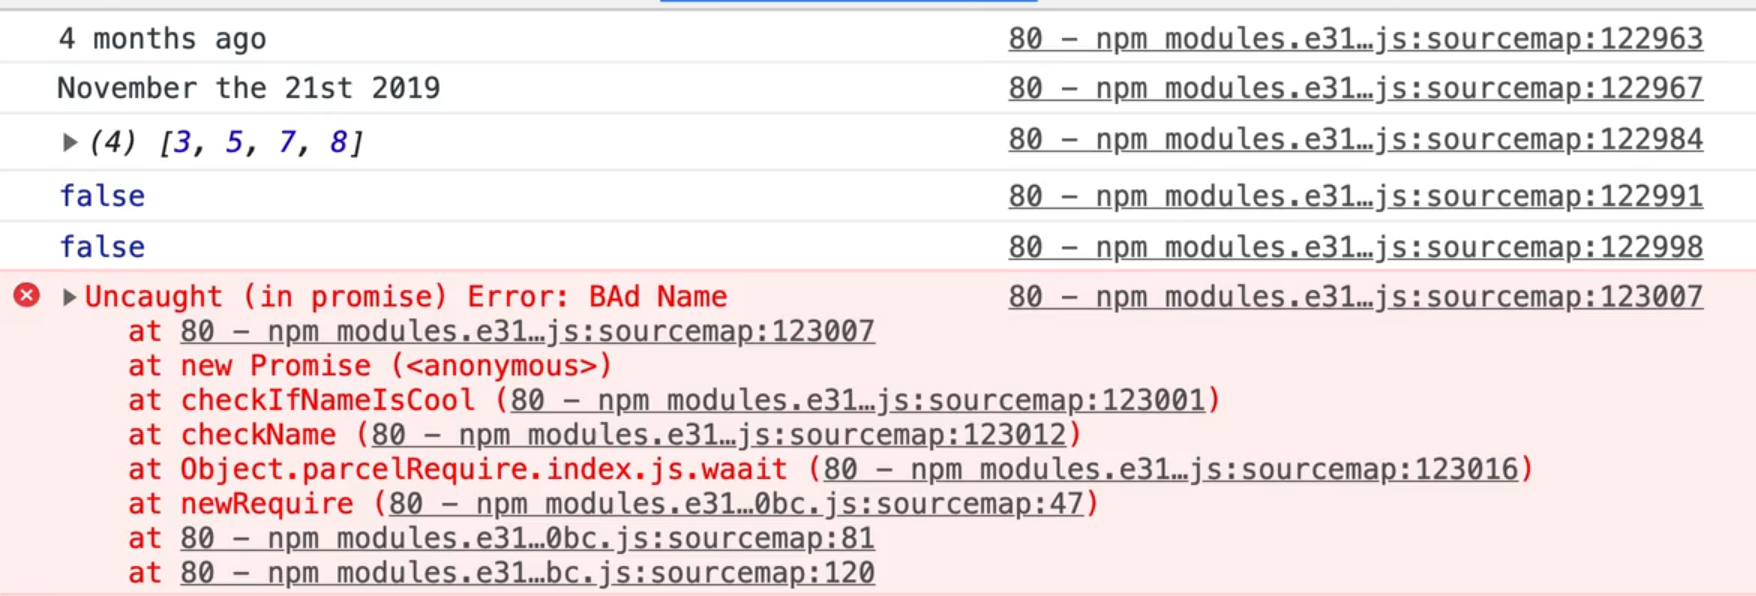 4 months ago 80 – npm modules.e31…js:sourcemap:122963
November the 21st 2019 80 – npm modules.e31…js:sourcemap:122967
▶ (4) [3, 5, 7, 8] 80 – npm modules.e31…js:sourcemap:122984
false 80 – npm modules.e31…js:sourcemap:122991
false 80 – npm modules.e31…js:sourcemap:122998
▶ Uncaught (in promise) Error: BAd Name 80 – npm modules.e31…js:sourcemap:123007
at 80 – npm modules.e31…js:sourcemap:123007
at new Promise (<anonymous>)
at checkIfNameIsCool (80 – npm modules.e31…js:sourcemap:123001)
at checkName (80 – npm modules.e31…js:sourcemap:123012)
at Object.parcelRequire.index.js.waait (80 – npm modules.e31…js:sourcemap:123016)
at newRequire (80 – npm modules.e31…0bc.js:sourcemap:47)
at 80 – npm modules.e31…0bc.js:sourcemap:81
at 80 – npm modules.e31…bc.js:sourcemap:120